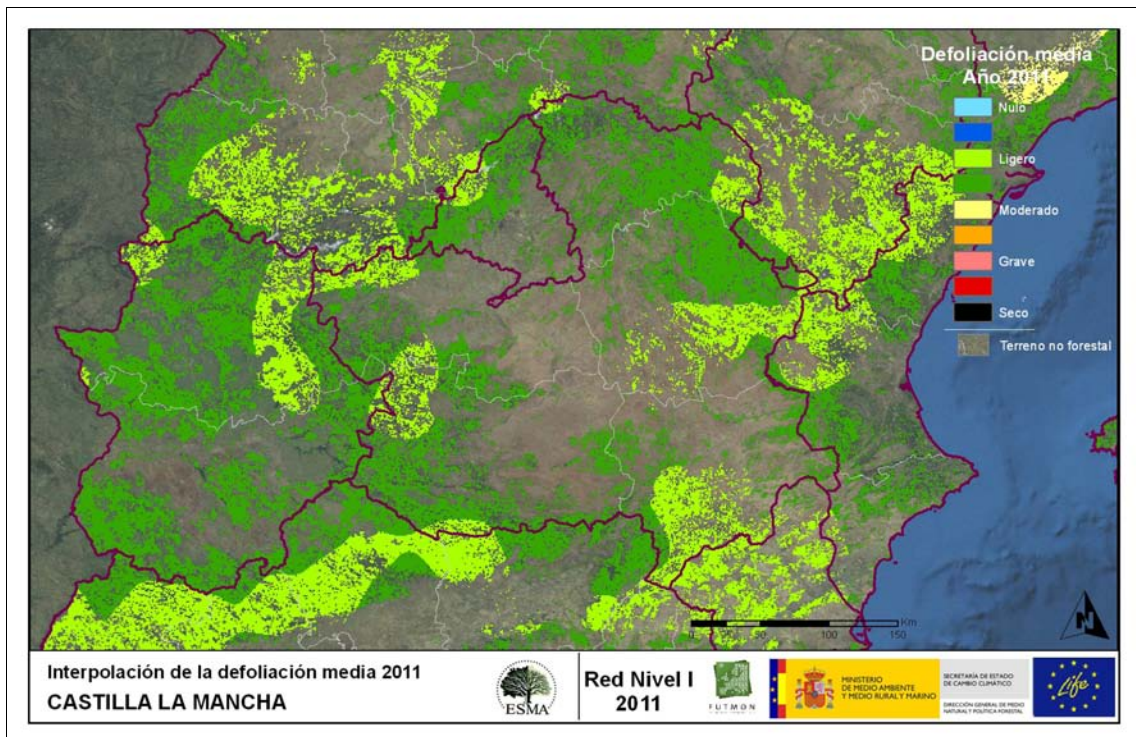 Defoliación media
Año 2011
Nulo
Ligero
Moderado
Grave
Seco
Terreno no forestal
N
0 25 50 100 150
Km
Interpolación de la defoliación media 2011
CASTILLA LA MANCHA
ESMA
Red Nivel I
2011
FUTMON
MINISTERIO
DE MEDIO AMBIENTE
Y MEDIO RURAL Y MARINO
SECRETARÍA DE ESTADO
DE CAMBIO CLIMÁTICO
DIRECCIÓN GENERAL DE MEDIO
NATURAL Y POLÍTICA FORESTAL
Life